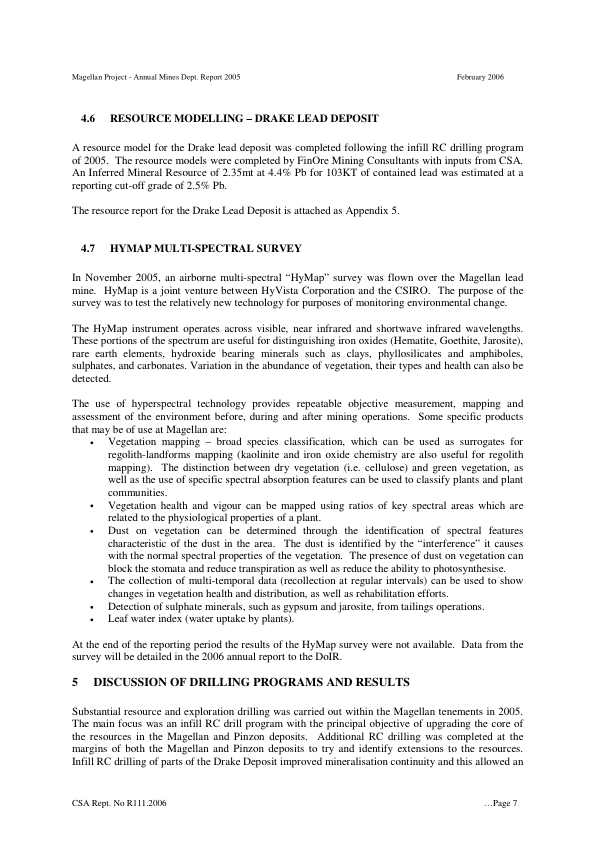 Magellan Project - Annual Mines Dept. Report 2005 February 2006
4.6 RESOURCE MODELLING – DRAKE LEAD DEPOSIT
A resource model for the Drake lead deposit was completed following the infill RC drilling program
of 2005. The resource models were completed by FinOre Mining Consultants with inputs from CSA.
An Inferred Mineral Resource of 2.35mt at 4.4% Pb for 103KT of contained lead was estimated at a
reporting cut-off grade of 2.5% Pb.
The resource report for the Drake Lead Deposit is attached as Appendix 5.
4.7 HYMAP MULTI-SPECTRAL SURVEY
In November 2005, an airborne multi-spectral “HyMap” survey was flown over the Magellan lead
mine. HyMap is a joint venture between HyVista Corporation and the CSIRO. The purpose of the
survey was to test the relatively new technology for purposes of monitoring environmental change.
The HyMap instrument operates across visible, near infrared and shortwave infrared wavelengths.
These portions of the spectrum are useful for distinguishing iron oxides (Hematite, Goethite, Jarosite),
rare earth elements, hydroxide bearing minerals such as clays, phyllosilicates and amphiboles,
sulphates, and carbonates. Variation in the abundance of vegetation, their types and health can also be
detected.
The use of hyperspectral technology provides repeatable objective measurement, mapping and
assessment of the environment before, during and after mining operations. Some specific products
that may be of use at Magellan are:
• Vegetation mapping – broad species classification, which can be used as surrogates for
regolith-landforms mapping (kaolinite and iron oxide chemistry are also useful for regolith
mapping). The distinction between dry vegetation (i.e. cellulose) and green vegetation, as
well as the use of specific spectral absorption features can be used to classify plants and plant
communities.
• Vegetation health and vigour can be mapped using ratios of key spectral areas which are
related to the physiological properties of a plant.
• Dust on vegetation can be determined through the identification of spectral features
characteristic of the dust in the area. The dust is identified by the “interference” it causes
with the normal spectral properties of the vegetation. The presence of dust on vegetation can
block the stomata and reduce transpiration as well as reduce the ability to photosynthesise.
• The collection of multi-temporal data (recollection at regular intervals) can be used to show
changes in vegetation health and distribution, as well as rehabilitation efforts.
• Detection of sulphate minerals, such as gypsum and jarosite, from tailings operations.
• Leaf water index (water uptake by plants).
At the end of the reporting period the results of the HyMap survey were not available. Data from the
survey will be detailed in the 2006 annual report to the DoIR.
5 DISCUSSION OF DRILLING PROGRAMS AND RESULTS
Substantial resource and exploration drilling was carried out within the Magellan tenements in 2005.
The main focus was an infill RC drill program with the principal objective of upgrading the core of
the resources in the Magellan and Pinzon deposits. Additional RC drilling was completed at the
margins of both the Magellan and Pinzon deposits to try and identify extensions to the resources.
Infill RC drilling of parts of the Drake Deposit improved mineralisation continuity and this allowed an
CSA Rept. No R111.2006 …Page 7